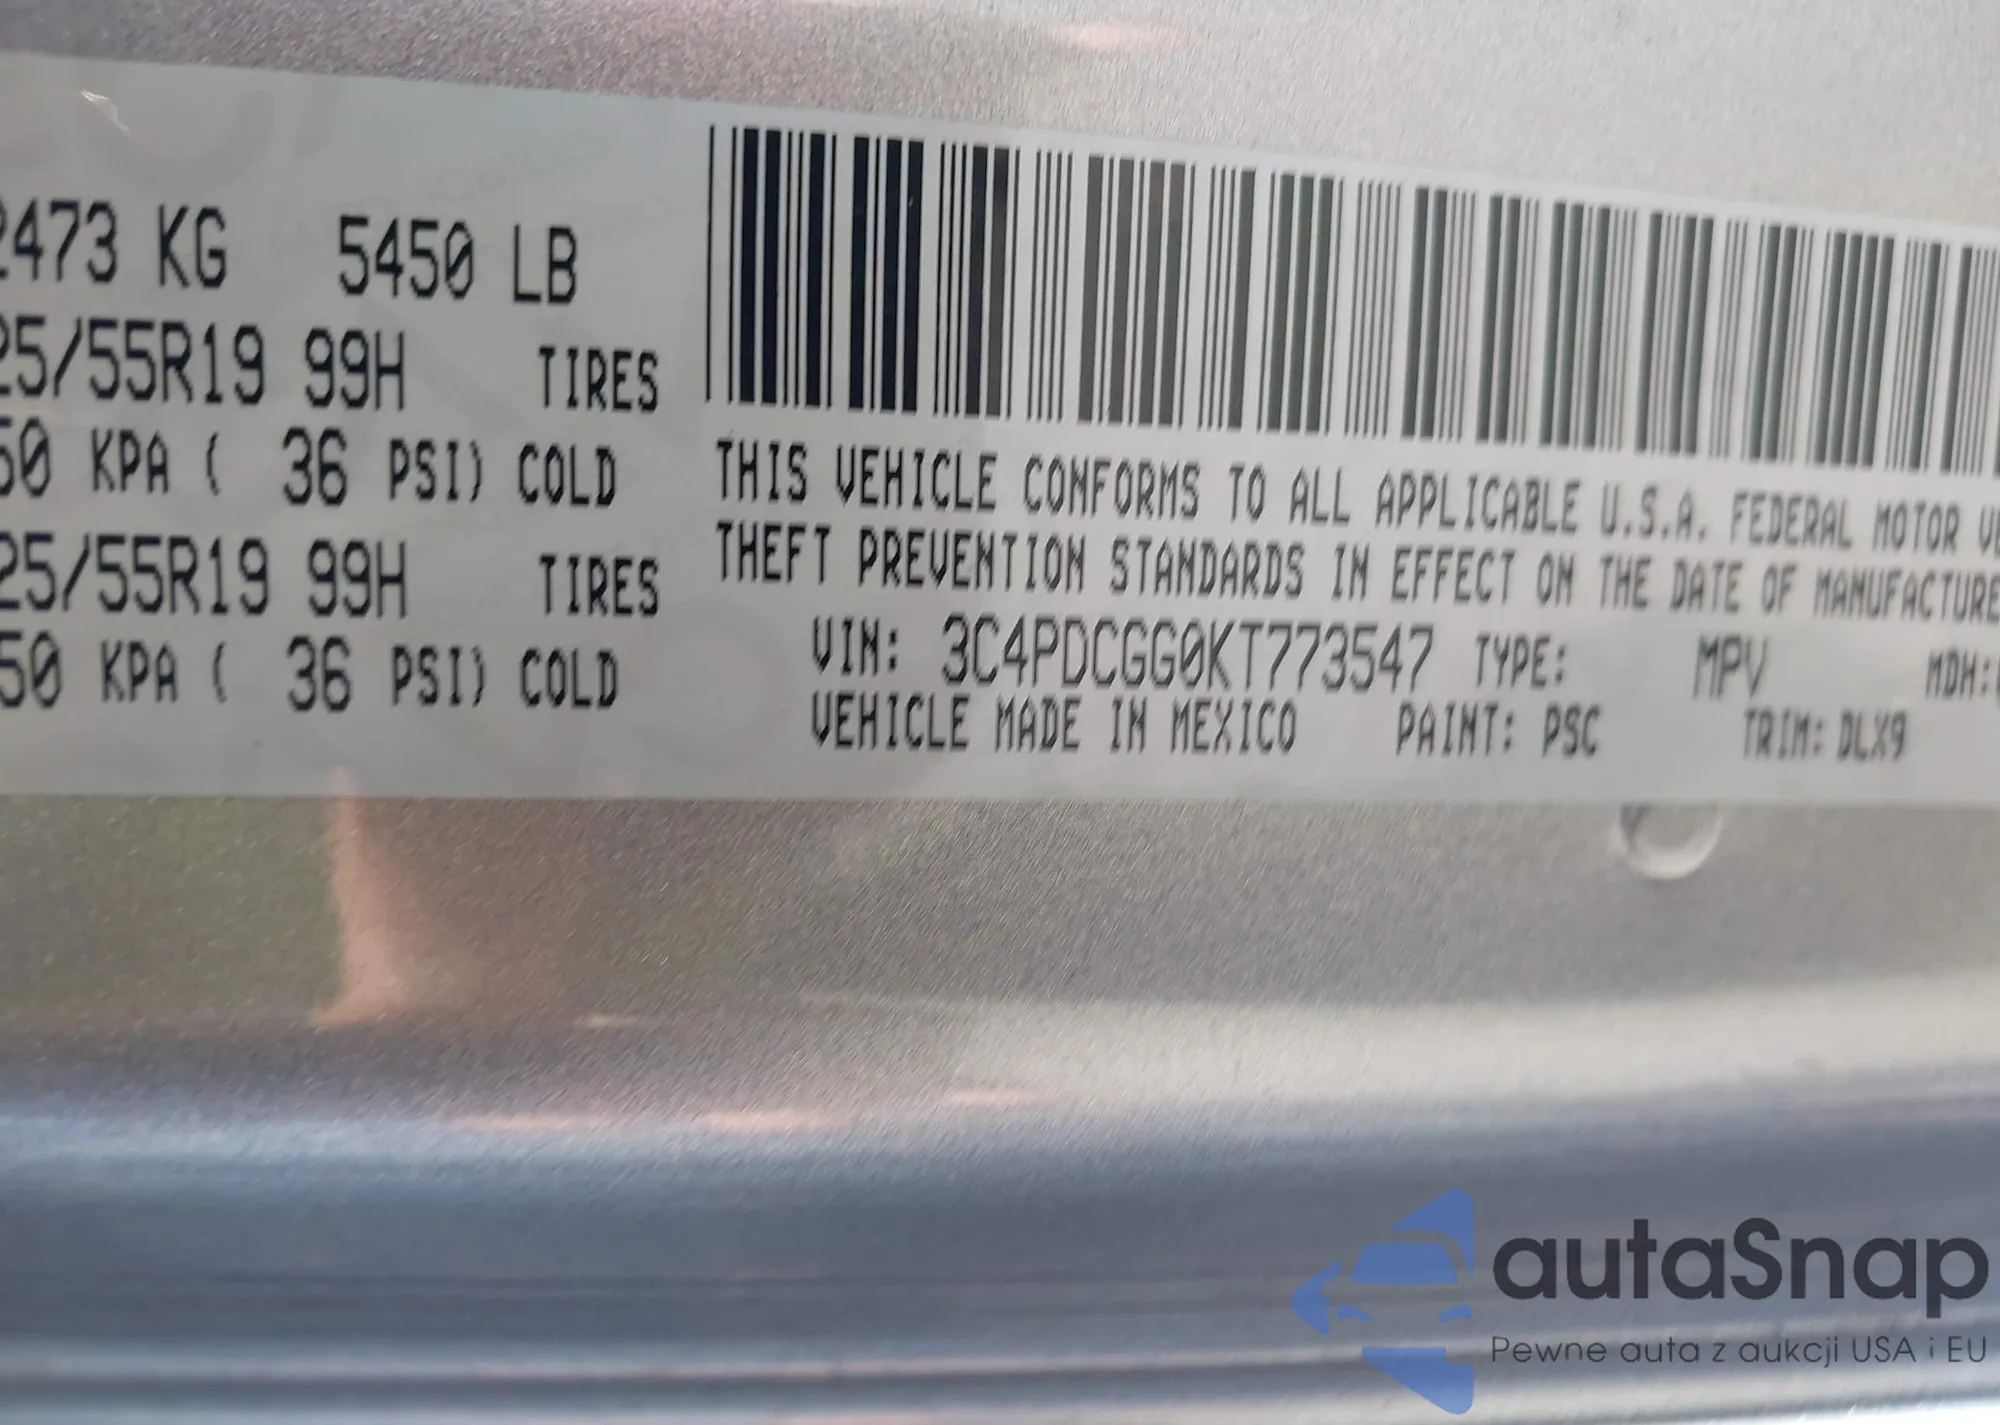 2473 KG 5450 LB
25/55R19 99H TIRES
50 KPA ( 36 PSI) COLD
25/55R19 99H TIRES
50 KPA ( 36 PSI) COLD
THIS VEHICLE CONFORMS TO ALL APPLICABLE U.S.A. FEDERAL MOTOR VE
THEFT PREVENTION STANDARDS IN EFFECT ON THE DATE OF MANUFACTURE
VIN: 3C4PDCGG0KT773547 TYPE: MPV MDH:
VEHICLE MADE IN MEXICO PAINT: PSC TRIM: DLX9
autaSnap
Pewne auta z aukcji USA i EU